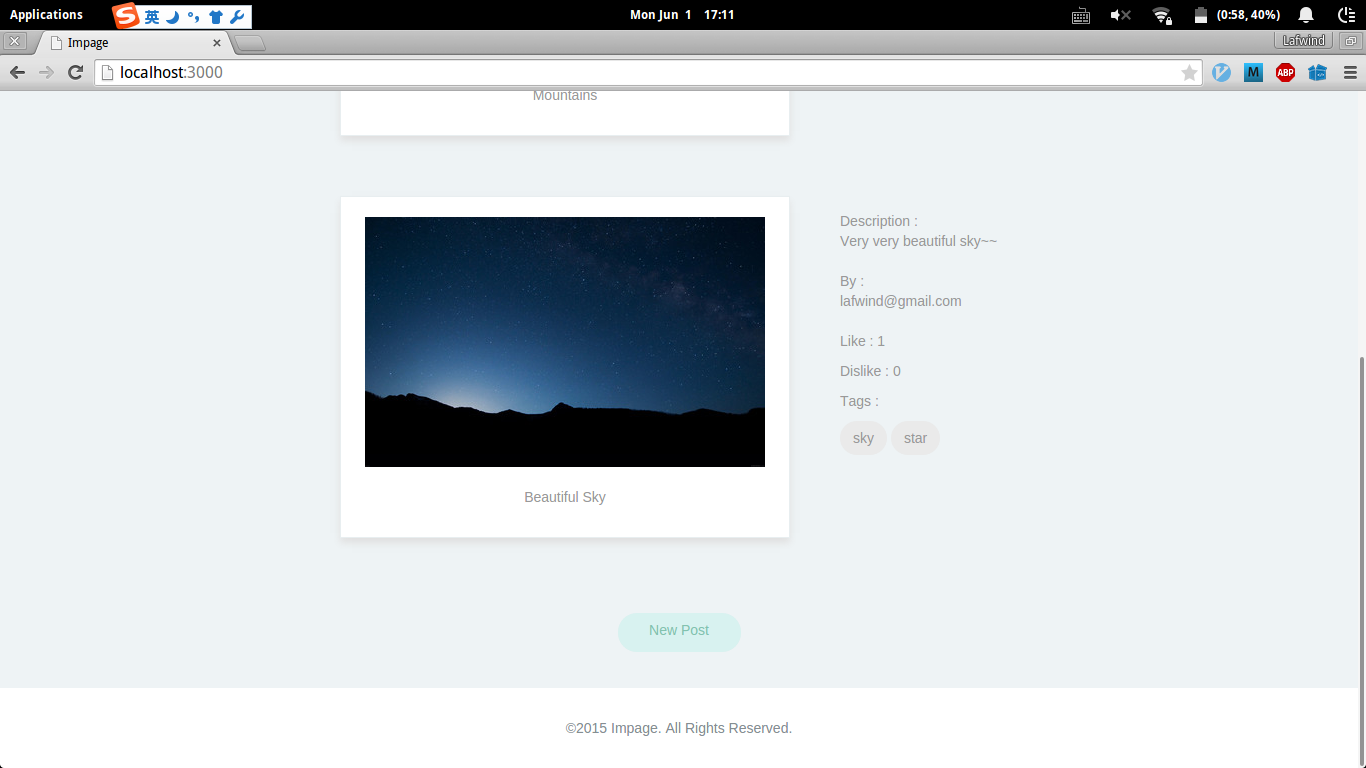 Applications
英
Mon Jun 1 17:11
(0:58, 40%)
Impage
Lafwind
localhost:3000
M
ABP
Mountains
Description :
Very very beautiful sky~~
By :
lafwind@gmail.com
Like : 1
Dislike : 0
Tags :
sky star
Beautiful Sky
New Post
©2015 Impage. All Rights Reserved.